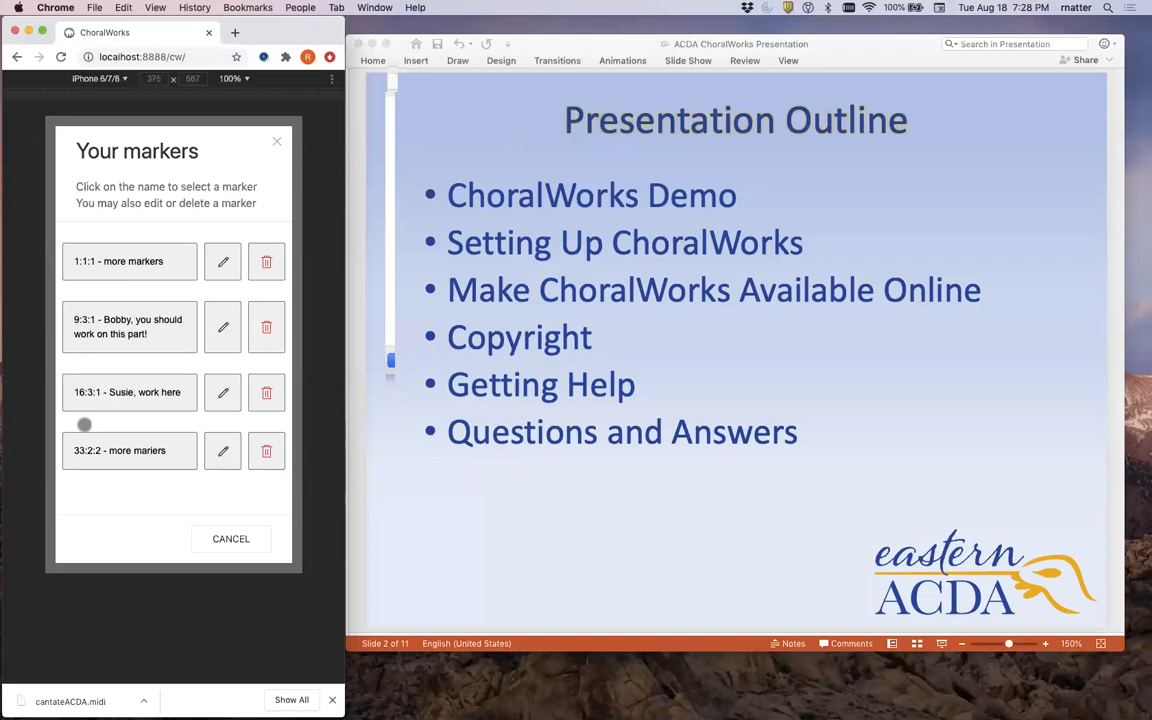 Chrome File Edit View History Bookmarks People Tab Window Help 100% Tue Aug 18 7:28 PM rnatter
ChoralWorks
localhost:8888/cw/
R
iPhone 6/7/8 375 x 667 100%
Your markers
Click on the name to select a marker
You may also edit or delete a marker
1:1:1 - more markers
9:3:1 - Bobby, you should
work on this part!
16:3:1 - Susie, work here
33:2:2 - more mariers
CANCEL
cantateACDA.midi Show All
ACDA ChoralWorks Presentation
Search in Presentation
Home Insert Draw Design Transitions Animations Slide Show Review View Share
Presentation Outline
• ChoralWorks Demo
• Setting Up ChoralWorks
• Make ChoralWorks Available Online
• Copyright
• Getting Help
• Questions and Answers
eastern
ACDA
Slide 2 of 11 English (United States) Notes Comments 150%